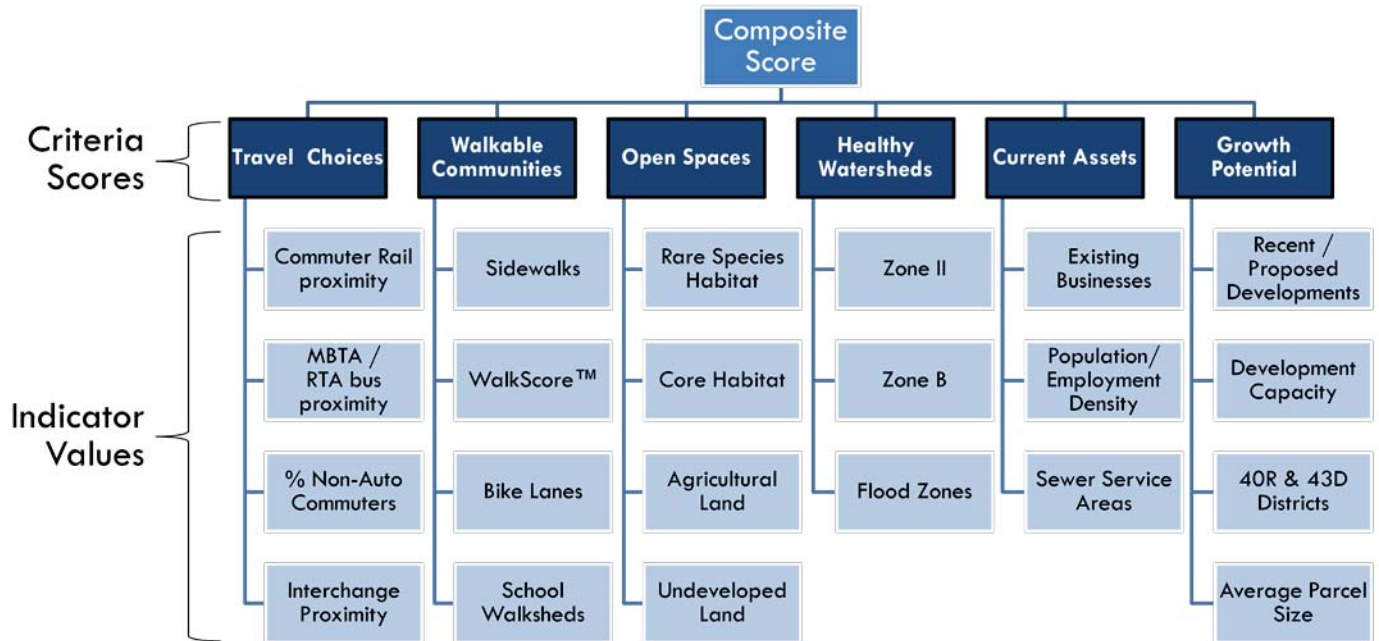 Composite
Score
Criteria
Scores
Travel Choices
Walkable
Communities
Open Spaces
Healthy
Watersheds
Current Assets
Growth
Potential
Indicator
Values
Commuter Rail
proximity
MBTA /
RTA bus
proximity
% Non-Auto
Commuters
Interchange
Proximity
Sidewalks
WalkScore™
Bike Lanes
School
Walksheds
Rare Species
Habitat
Core Habitat
Agricultural
Land
Undeveloped
Land
Zone II
Zone B
Flood Zones
Existing
Businesses
Population/
Employment
Density
Sewer Service
Areas
Recent /
Proposed
Developments
Development
Capacity
40R & 43D
Districts
Average Parcel
Size